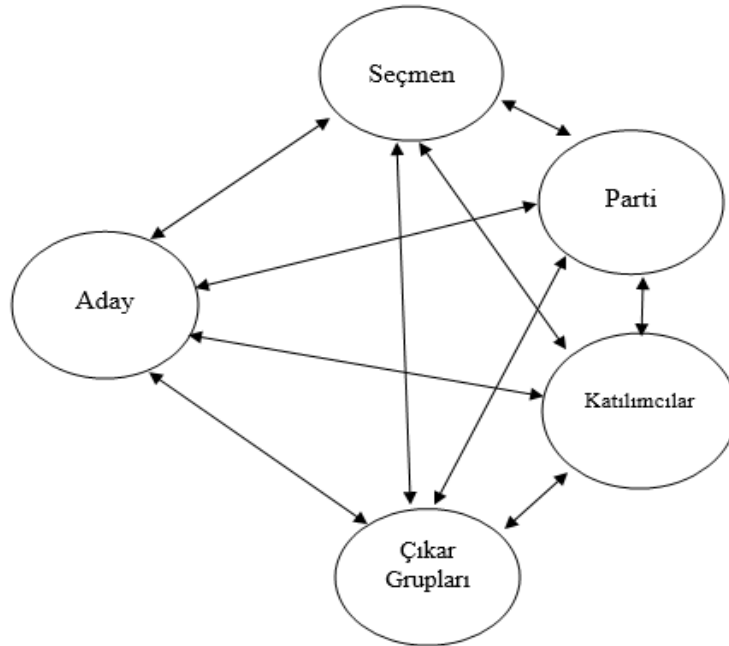 Seçmen
Parti
Aday
Katılımcılar
Çıkar
Grupları